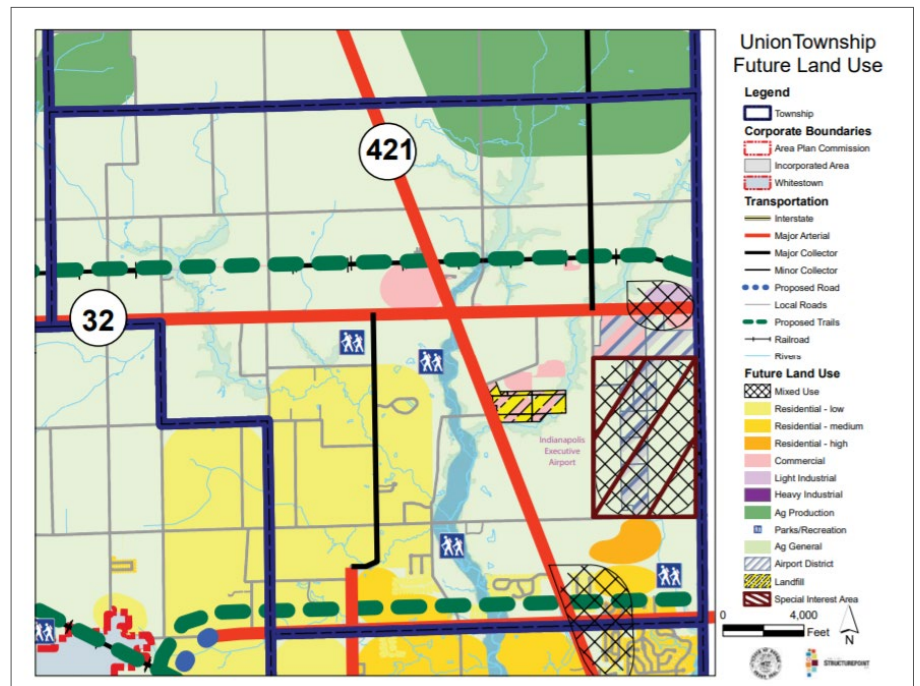 UnionTownship
Future Land Use
Legend
Township
Corporate Boundaries
Area Plan Commission
Incorporated Area
Whitestown
Transportation
Interstate
Major Arterial
Major Collector
Minor Collector
Proposed Road
Local Roads
Proposed Trails
Railroad
Rivers
Future Land Use
Mixed Use
Residential - low
Residential - medium
Residential - high
Commercial
Light Industrial
Heavy Industrial
Ag Production
Parks/Recreation
Ag General
Airport District
Landfill
Special Interest Area
0 4,000
Feet
N
STRUCTUREPOINT
421
32
Indianapolis
Executive
Airport